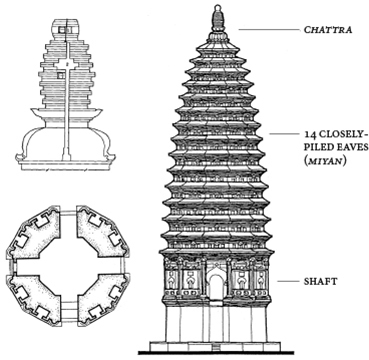 CHATTRA
14 CLOSELY-
PILED EAVES
(MIYAN)
SHAFT